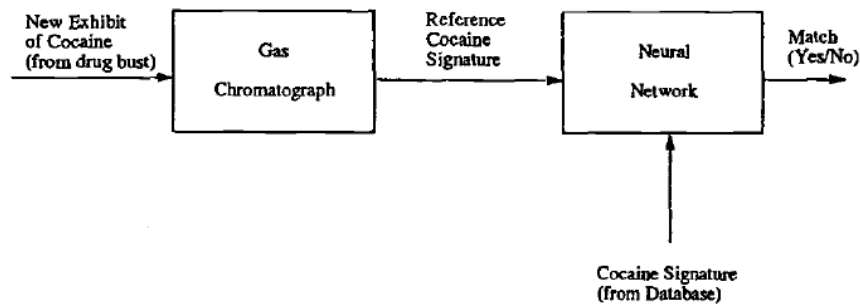 New Exhibit
of Cocaine
(from drug bust)
Gas
Chromatograph
Reference
Cocaine
Signature
Neural
Network
Match
(Yes/No)
Cocaine Signature
(from Database)